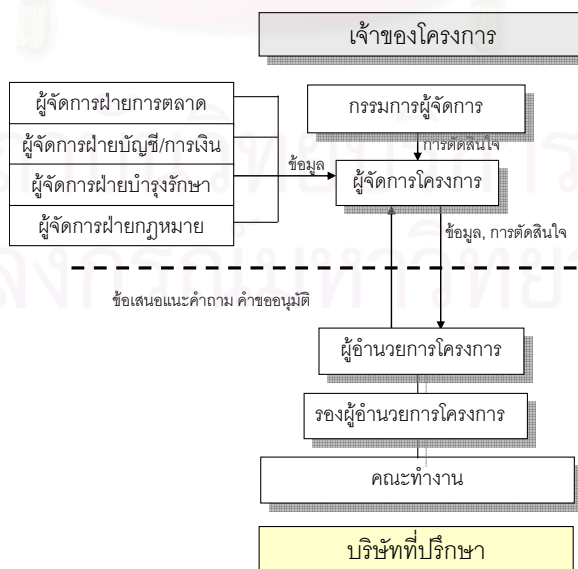 เจ้าของโครงการ
ผู้จัดการฝ่ายการตลาด
กรรมการผู้จัดการ
การตัดสินใจ
ผู้จัดการฝ่ายบัญชี/การเงิน
ข้อมูล
ผู้จัดการโครงการ
ผู้จัดการฝ่ายบำรุงรักษา
ผู้จัดการฝ่ายกฎหมาย
ข้อมูล, การตัดสินใจ
ข้อเสนอแนะคำถาม คำขออนุมัติ
ผู้อำนวยการโครงการ
รองผู้อำนวยการโครงการ
คณะทำงาน
บริษัทที่ปรึกษา